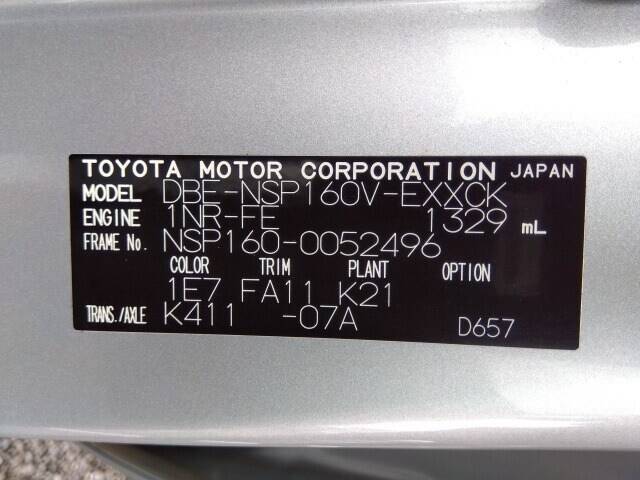 TOYOTA MOTOR CORPORATION JAPAN
MODEL DBE-NSP160V-EXXCK
ENGINE 1NR-FE 1329 mL
FRAME No. NSP160-0052496
COLOR TRIM PLANT OPTION
1E7 FA11 K21
TRANS./AXLE K411 -07A D657